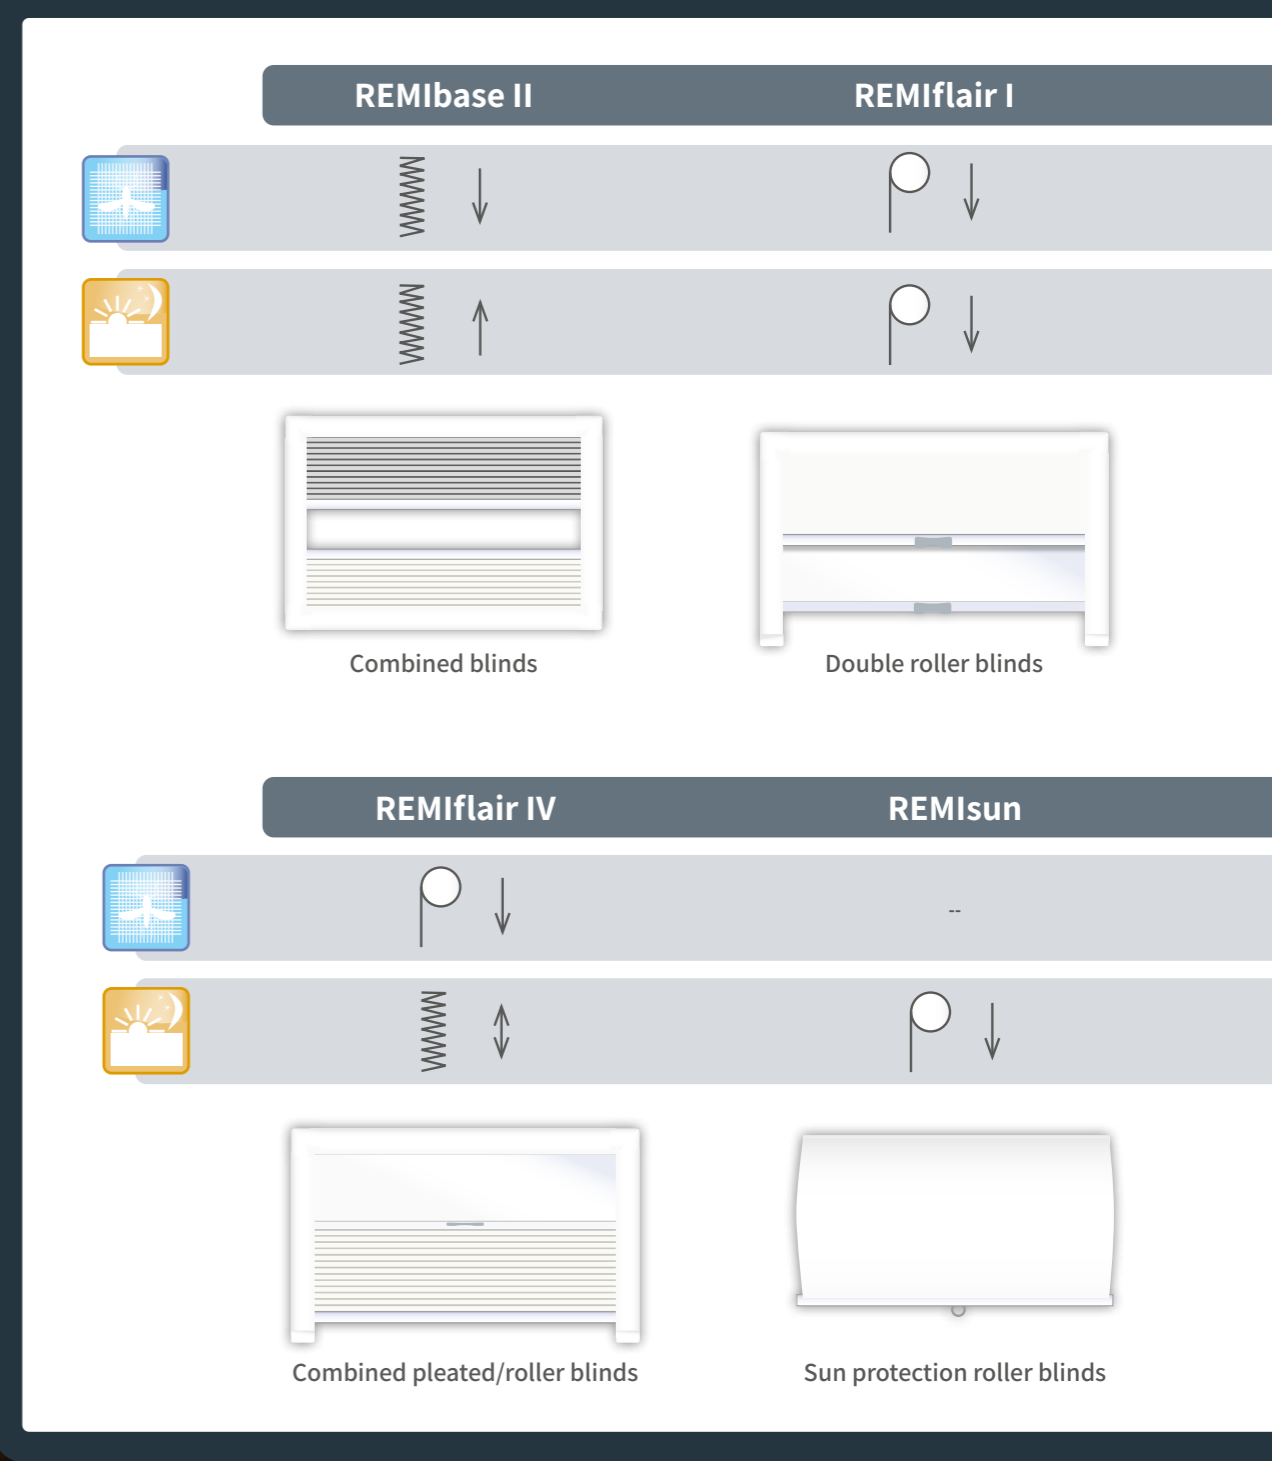 REMIbase II
REMIflair I
Combined blinds
Double roller blinds
REMIflair IV
REMIsun
--
Combined pleated/roller blinds
Sun protection roller blinds